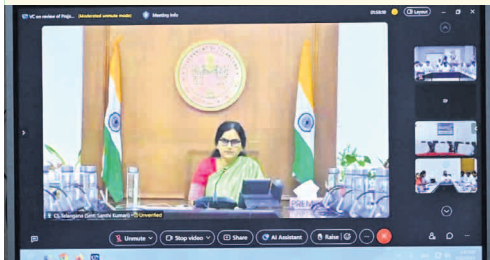 VC on review of Praja... (Moderated unmute mode)
Meeting info
Layout
CS Telangana (Smt Santhi Kumari) • Unverified
Unmute
Stop video
Share
AI Assistant
Raise